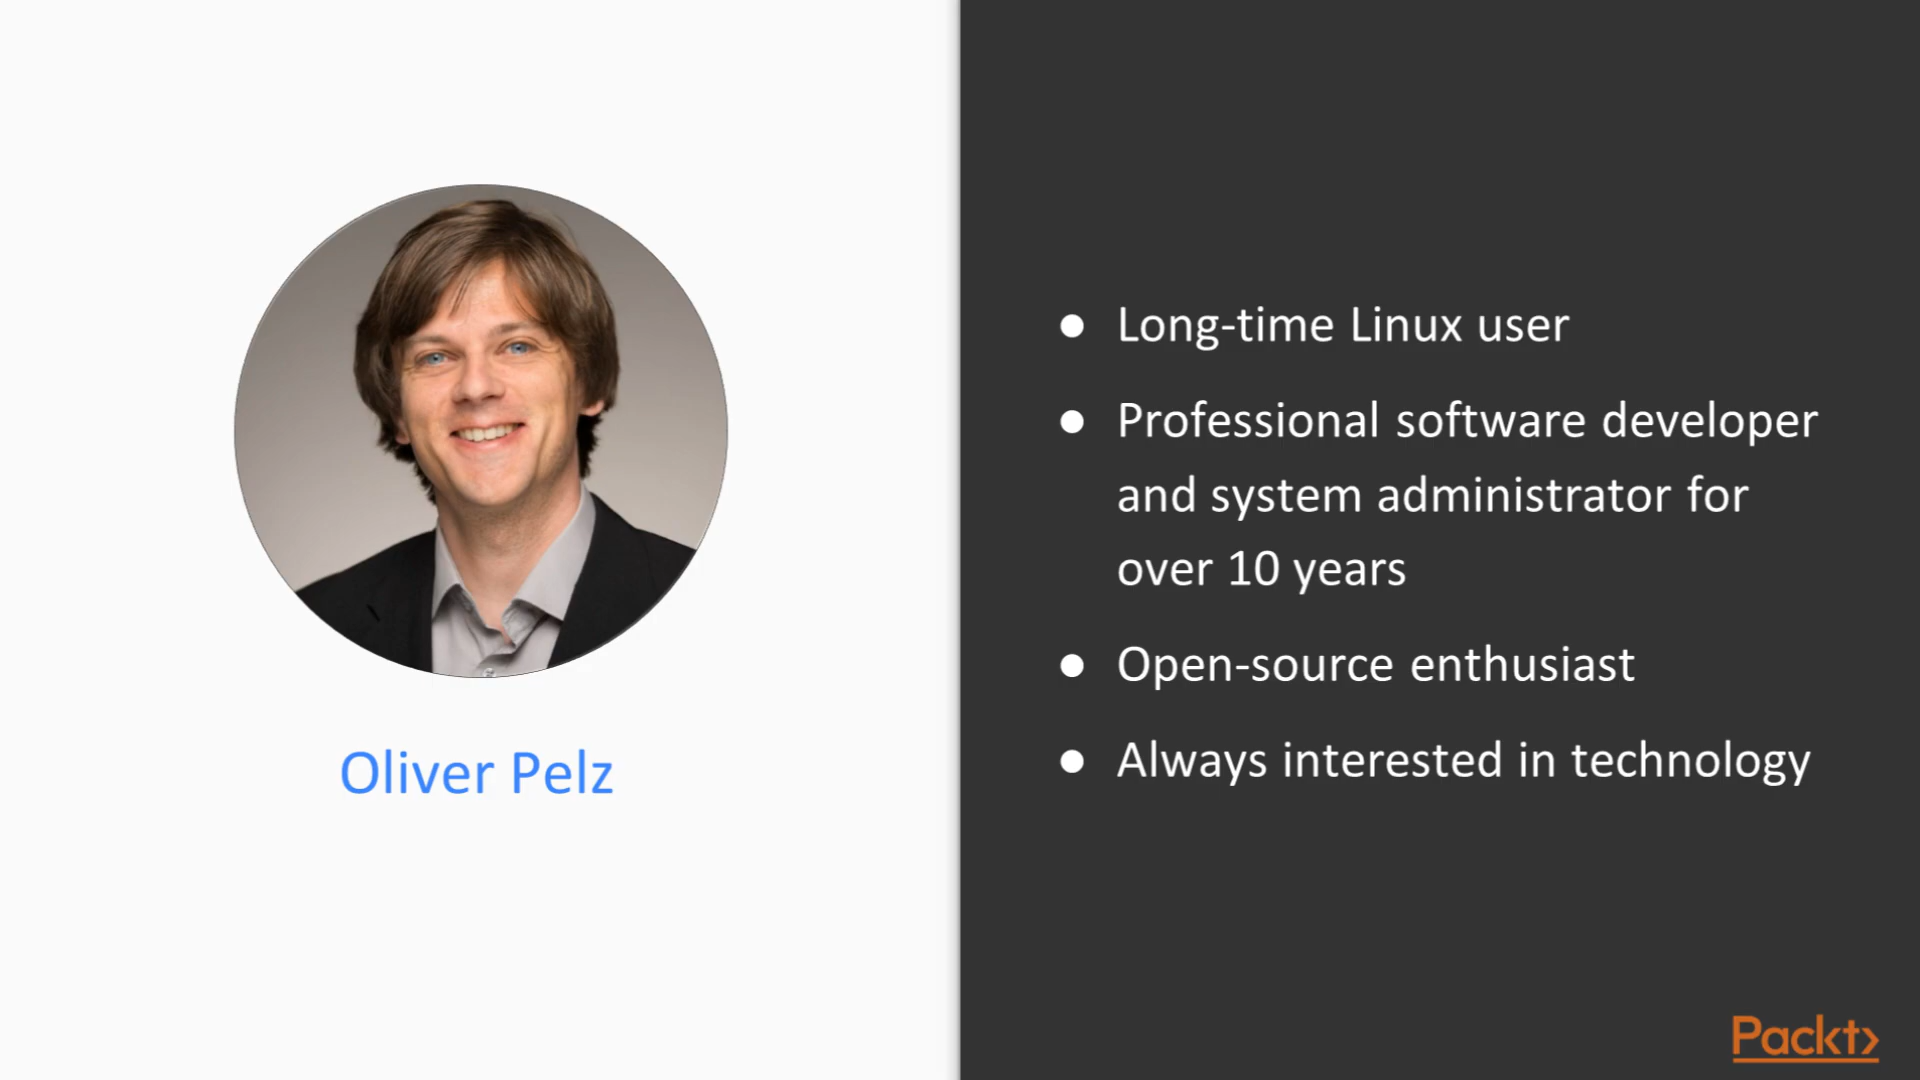 Oliver Pelz
● Long-time Linux user
● Professional software developer
and system administrator for
over 10 years
● Open-source enthusiast
● Always interested in technology
Packt>